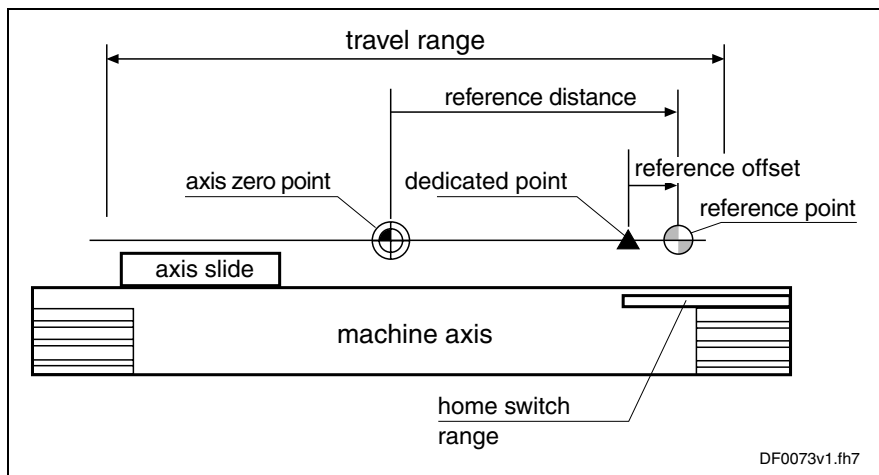 travel range
reference distance
reference offset
axis zero point
dedicated point
reference point
axis slide
machine axis
home switch
range
DF0073v1.fh7